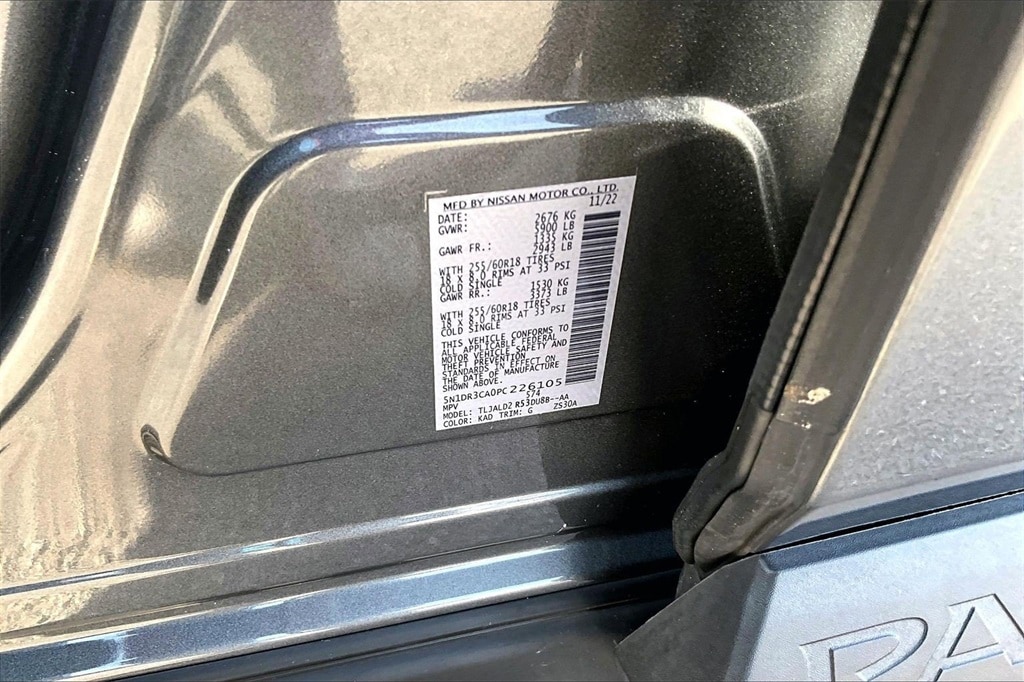 MFD BY NISSAN MOTOR CO., LTD.
DATE: 11/22
GVWR: 2676 KG
5900 LB
GAWR FR.: 1335 KG
2943 LB
WITH 255/60R18 TIRES
18 X 8.0 RIMS AT 33 PSI
COLD SINGLE
GAWR RR.: 1530 KG
3373 LB
WITH 255/60R18 TIRES
18 X 8.0 RIMS AT 33 PSI
COLD SINGLE
THIS VEHICLE CONFORMS TO
ALL APPLICABLE FEDERAL
MOTOR VEHICLE SAFETY AND
THEFT PREVENTION
STANDARDS IN EFFECT ON
THE DATE OF MANUFACTURE
SHOWN ABOVE.
5N1DR3CA0PC226105
MPV 574
MODEL: TLJALD2 R53DU8B--AA
COLOR: KAD TRIM: G ZS30A
PA